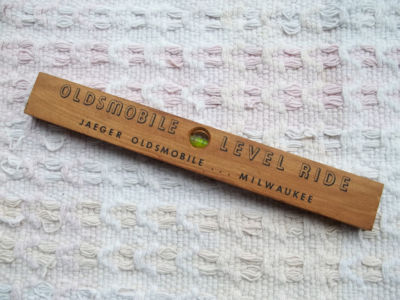 OLDSMOBILE LEVEL RIDE
JAEGER OLDSMOBILE .... MILWAUKEE